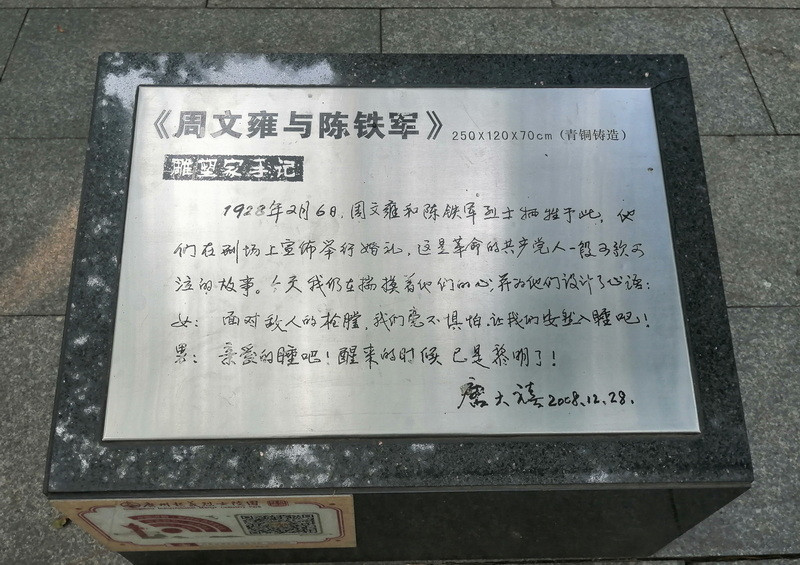 《周文雍与陈铁军》 250X120X70cm（青铜铸造）
雕塑家手记
1928年2月6日，周文雍和陈铁军烈士牺牲于此，他
们在刑场上宣布举行婚礼，这是革命的共产党人一段可歌可
泣的故事。今天我仍在揣摸着他们的心，并为他们设计了心语：
女：面对敌人的枪膛，我们毫不惧怕，让我们安然入睡吧！
男：亲爱的睡吧！醒来的时候已是黎明了！
唐大禧2008.12.28.